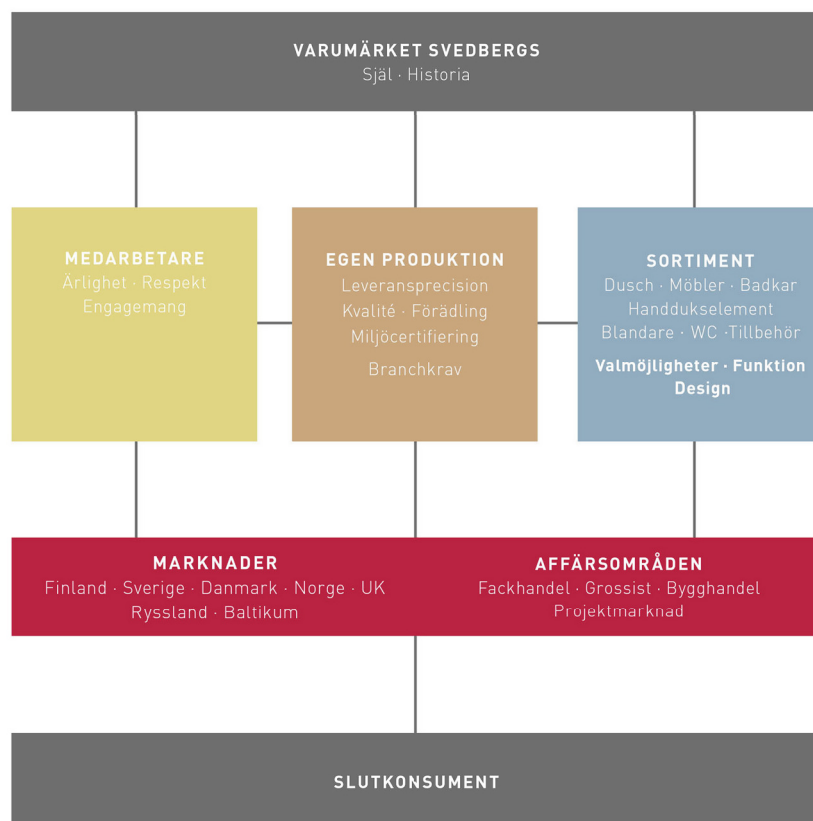 VARUMÄRKET SVEDBERGS
Själ · Historia
MEDARBETARE
Ärlighet · Respekt
Engagemang
EGEN PRODUKTION
Leveransprecision
Kvalité · Förädling
Miljöcertifiering
Branchkrav
SORTIMENT
Dusch · Möbler · Badkar
Handdukselement
Blandare · WC ·Tillbehör
Valmöjligheter · Funktion
Design
MARKNADER
Finland · Sverige · Danmark · Norge · UK
Ryssland · Baltikum
AFFÄRSOMRÅDEN
Fackhandel · Grossist · Bygghandel
Projektmarknad
SLUTKONSUMENT